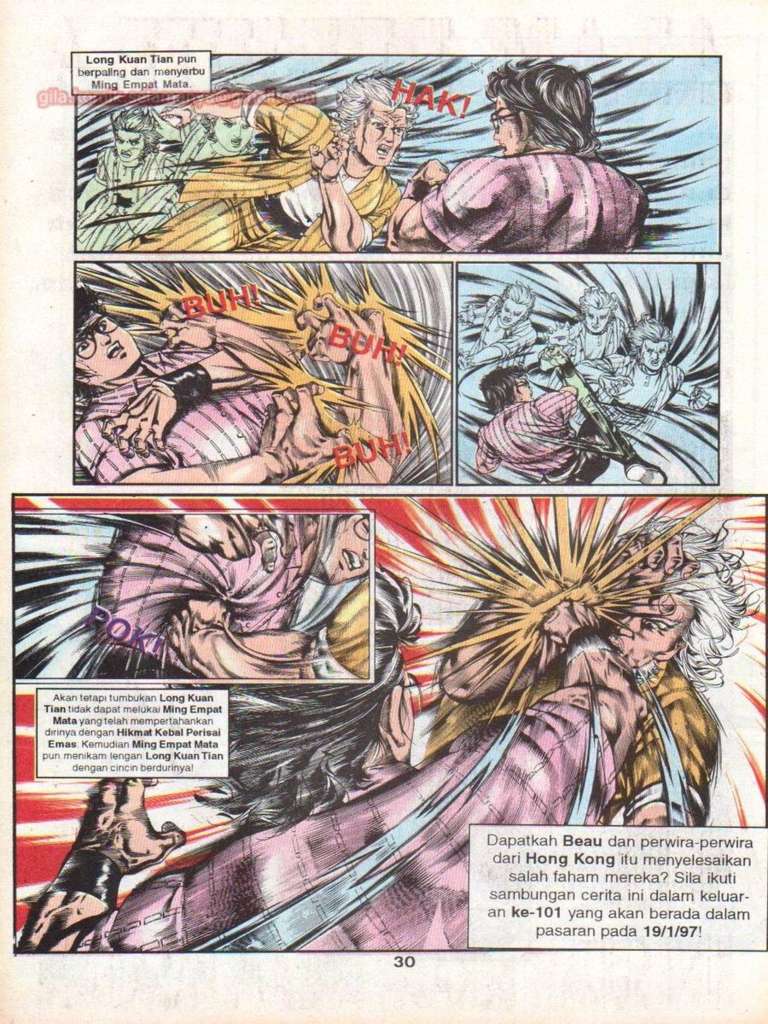 Long Kuan Tian pun
berpaling dan menyerbu
Ming Empat Mata.
HAK!
BUH!
BUH!
BUH!
POK!
Akan tetapi tumbukan Long Kuan
Tian tidak dapat melukai Ming Empat
Mata yang telah mempertahankan
dirinya dengan Hikmat Kebal Perisai
Emas. Kemudian Ming Empat Mata
pun menikam lengan Long Kuan Tian
dengan cincin berdurinya!
Dapatkah Beau dan perwira-perwira
dari Hong Kong itu menyelesaikan
salah faham mereka? Sila ikuti
sambungan cerita ini dalam keluar-
an ke-101 yang akan berada dalam
pasaran pada 19/1/97!
30